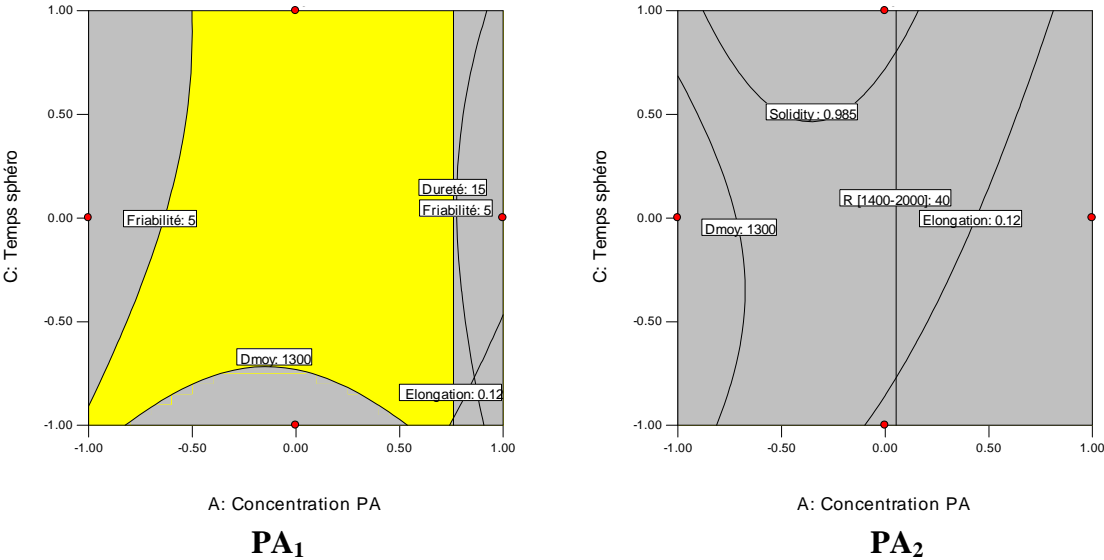 1.00
0.50
0.00
-0.50
-1.00
C: Temps sphéro
Friabilité: 5
Dureté: 15
Friabilité: 5
Dmoy: 1300
Elongation: 0.12
-1.00 -0.50 0.00 0.50 1.00
A: Concentration PA
PA₁
1.00
0.50
0.00
-0.50
-1.00
C: Temps sphéro
Solidity: 0.985
R [1400-2000]: 40
Dmoy: 1300
Elongation: 0.12
-1.00 -0.50 0.00 0.50 1.00
A: Concentration PA
PA₂